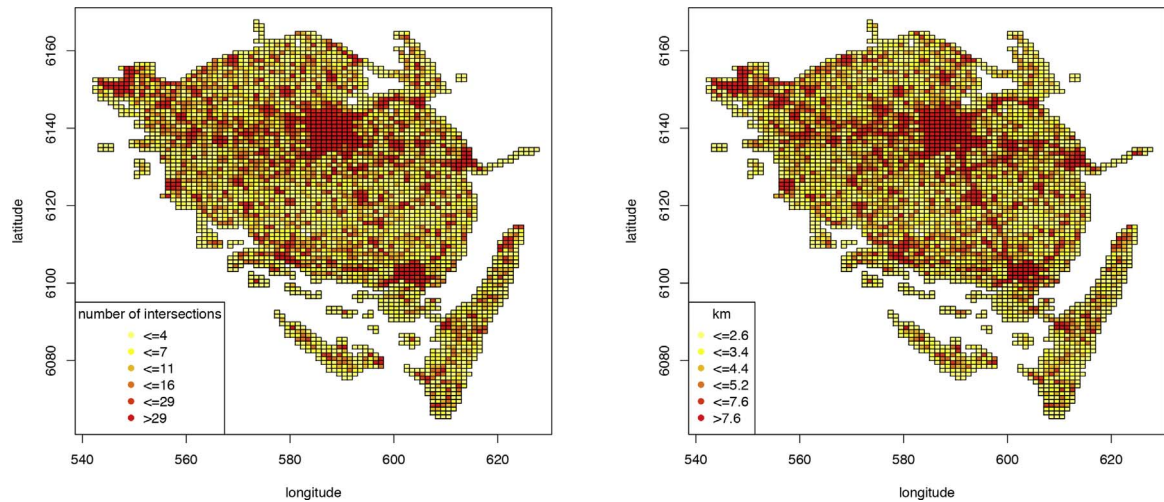 6160
6140
6120
6100
6080
latitude
number of intersections
<=4
<=7
<=11
<=16
<=29
>29
540 560 580 600 620
longitude
6160
6140
6120
6100
6080
latitude
km
<=2.6
<=3.4
<=4.4
<=5.2
<=7.6
>7.6
540 560 580 600 620
longitude